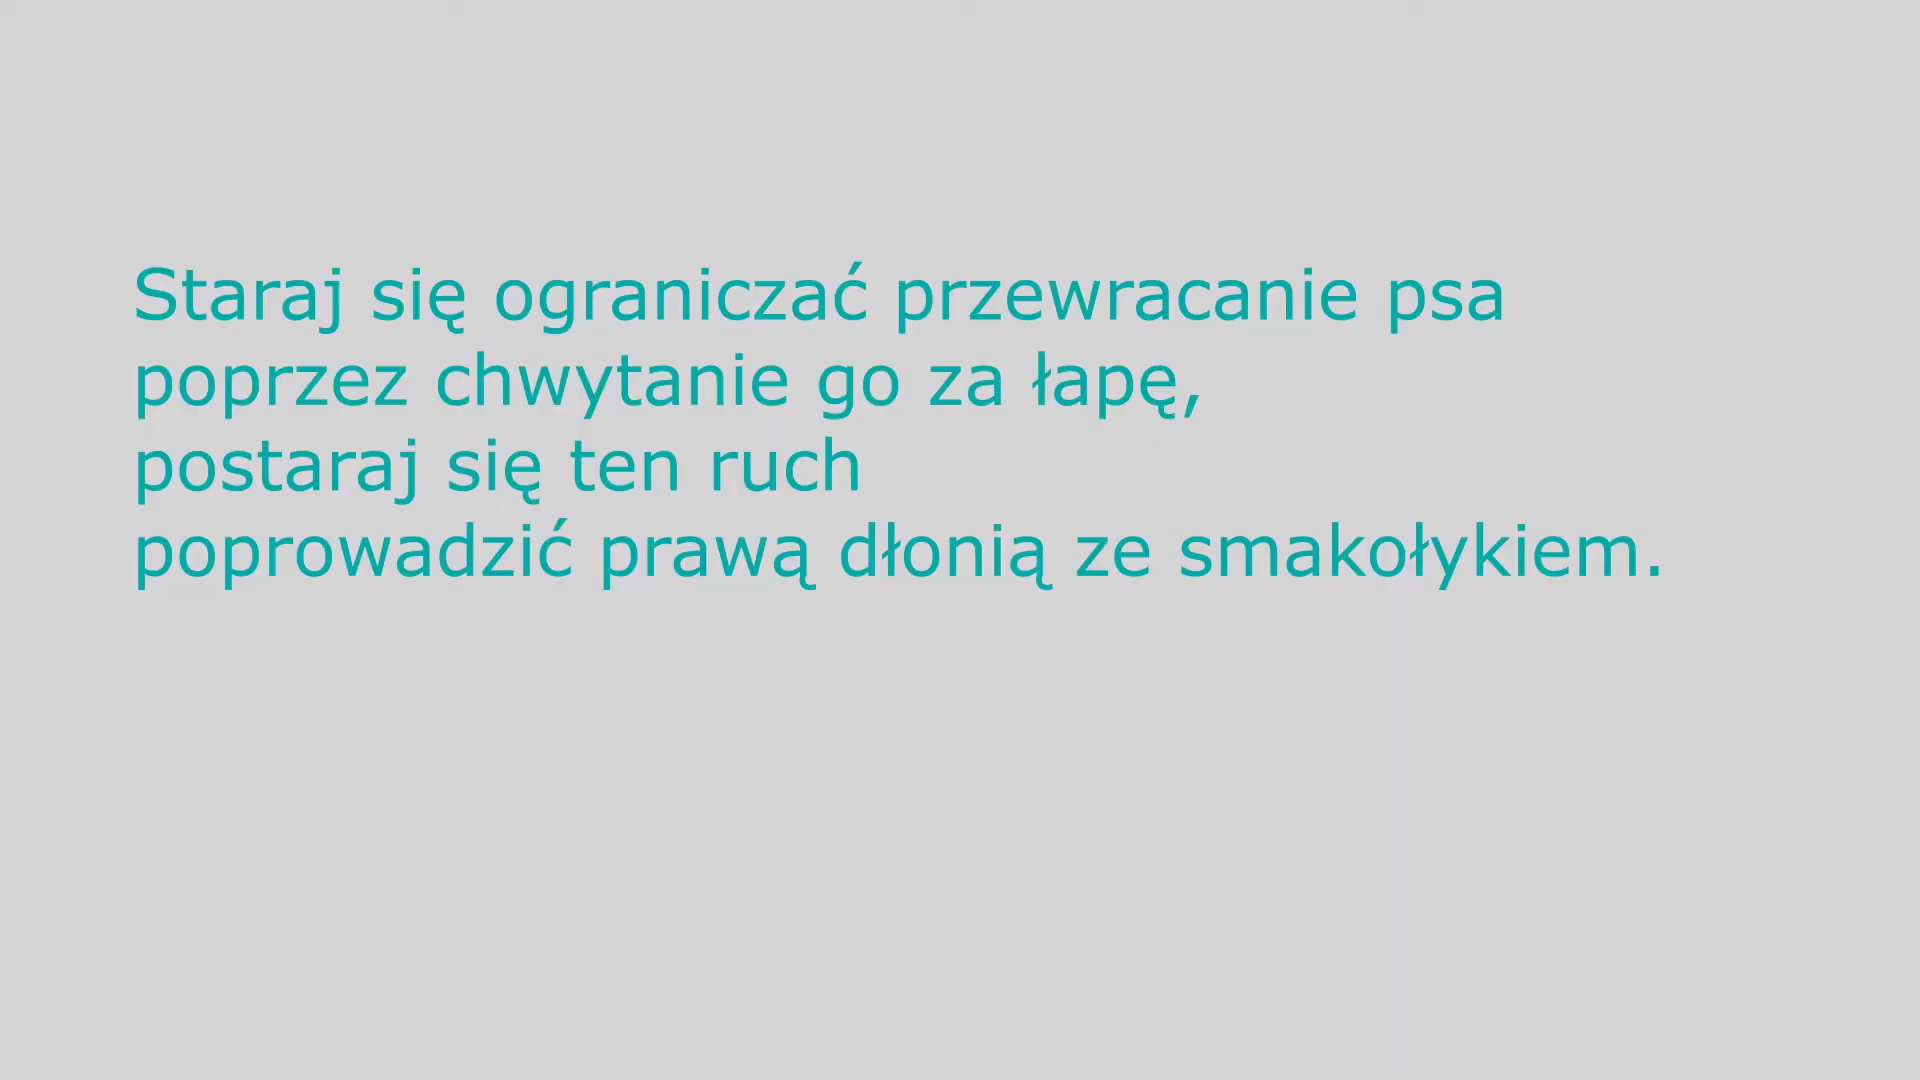 Staraj się ograniczać przewracanie psa
poprzez chwytanie go za łapę,
postaraj się ten ruch
poprowadzić prawą dłonią ze smakołykiem.